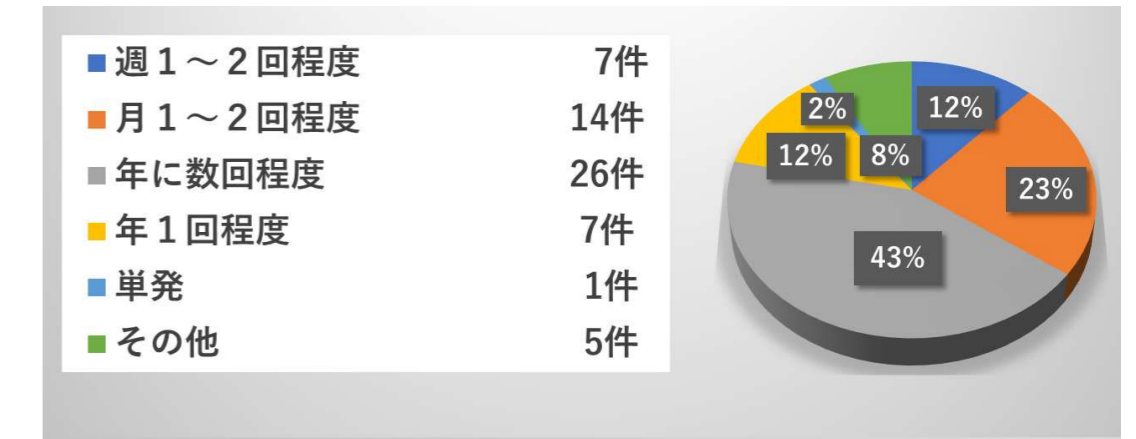 週１～２回程度 7件
月１～２回程度 14件
年に数回程度 26件
年１回程度 7件
単発 1件
その他 5件
2%
12%
12%
8%
23%
43%